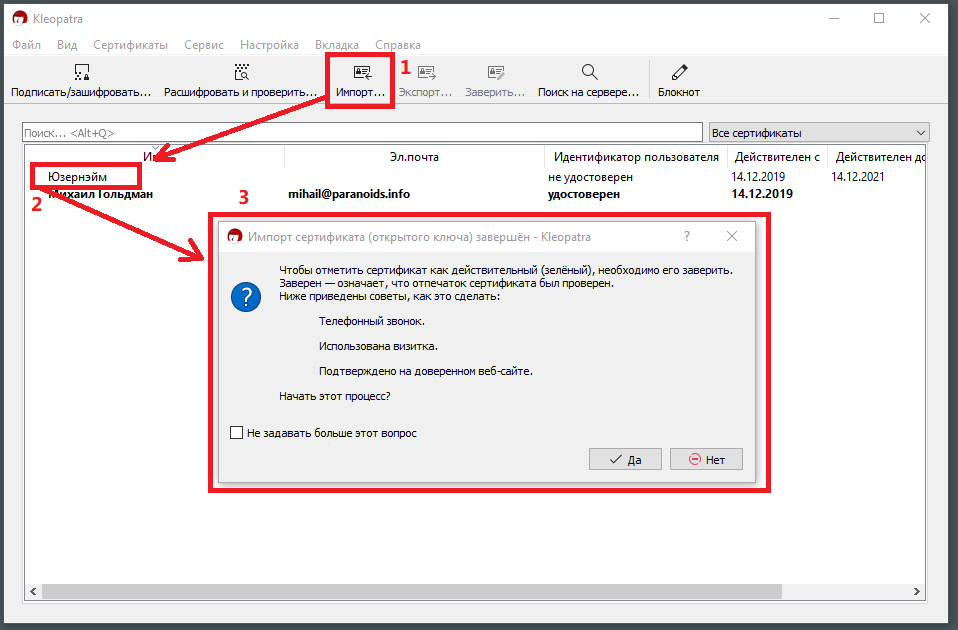 Kleopatra
Файл Вид Сертификаты Сервис Настройка Вкладка Справка
1
Подписать/зашифровать... Расшифровать и проверить... Импорт... Экспорт... Заверить... Поиск на сервере... Блокнот
Поиск... <Alt+Q> Все сертификаты
Эл.почта Идентификатор пользователя Действителен с Действителен до
Юзернэйм не удостоверен 14.12.2019 14.12.2021
Михаил Гольдман mihail@paranoids.info удостоверен 14.12.2019
2 3
Импорт сертификата (открытого ключа) завершён - Kleopatra ?
Чтобы отметить сертификат как действительный (зелёный), необходимо его заверить.
Заверен — означает, что отпечаток сертификата был проверен.
Ниже приведены советы, как это сделать:
?
Телефонный звонок.
Использована визитка.
Подтверждено на доверенном веб-сайте.
Начать этот процесс?
Не задавать больше этот вопрос
Да Нет